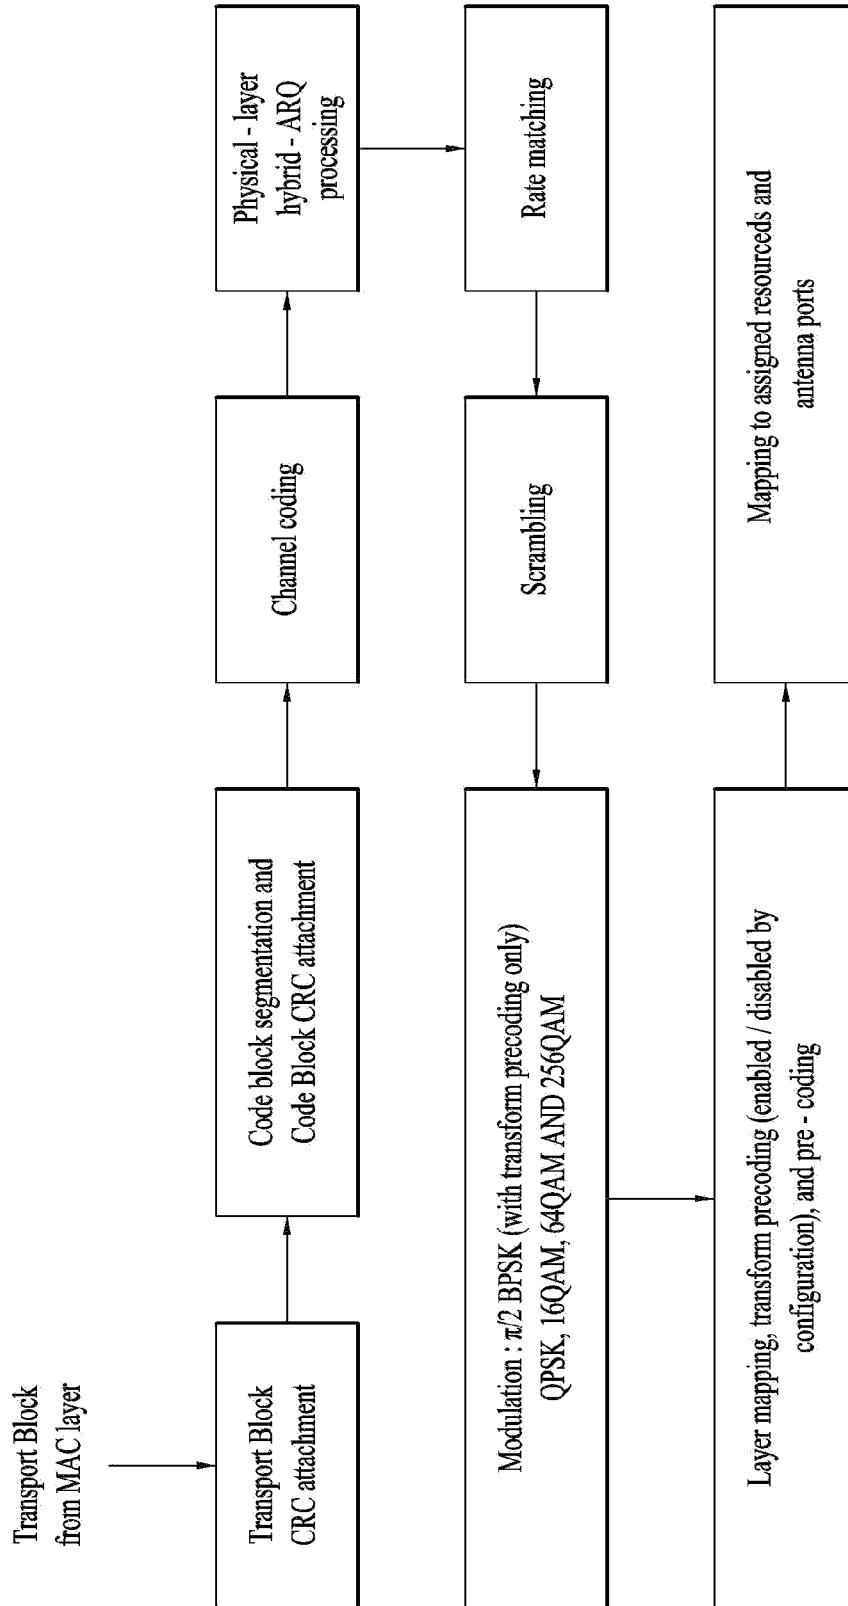 Transport Block
from MAC layer
Transport Block
CRC attachment
Code block segmentation and
Code Block CRC attachment
Channel coding
Physical - layer
hybrid - ARQ
processing
Rate matching
Scrambling
Modulation : π/2 BPSK (with transform precoding only)
QPSK, 16QAM, 64QAM AND 256QAM
Layer mapping, transform precoding (enabled / disabled by
configuration), and pre - coding
Mapping to assigned resourceds and
antenna ports